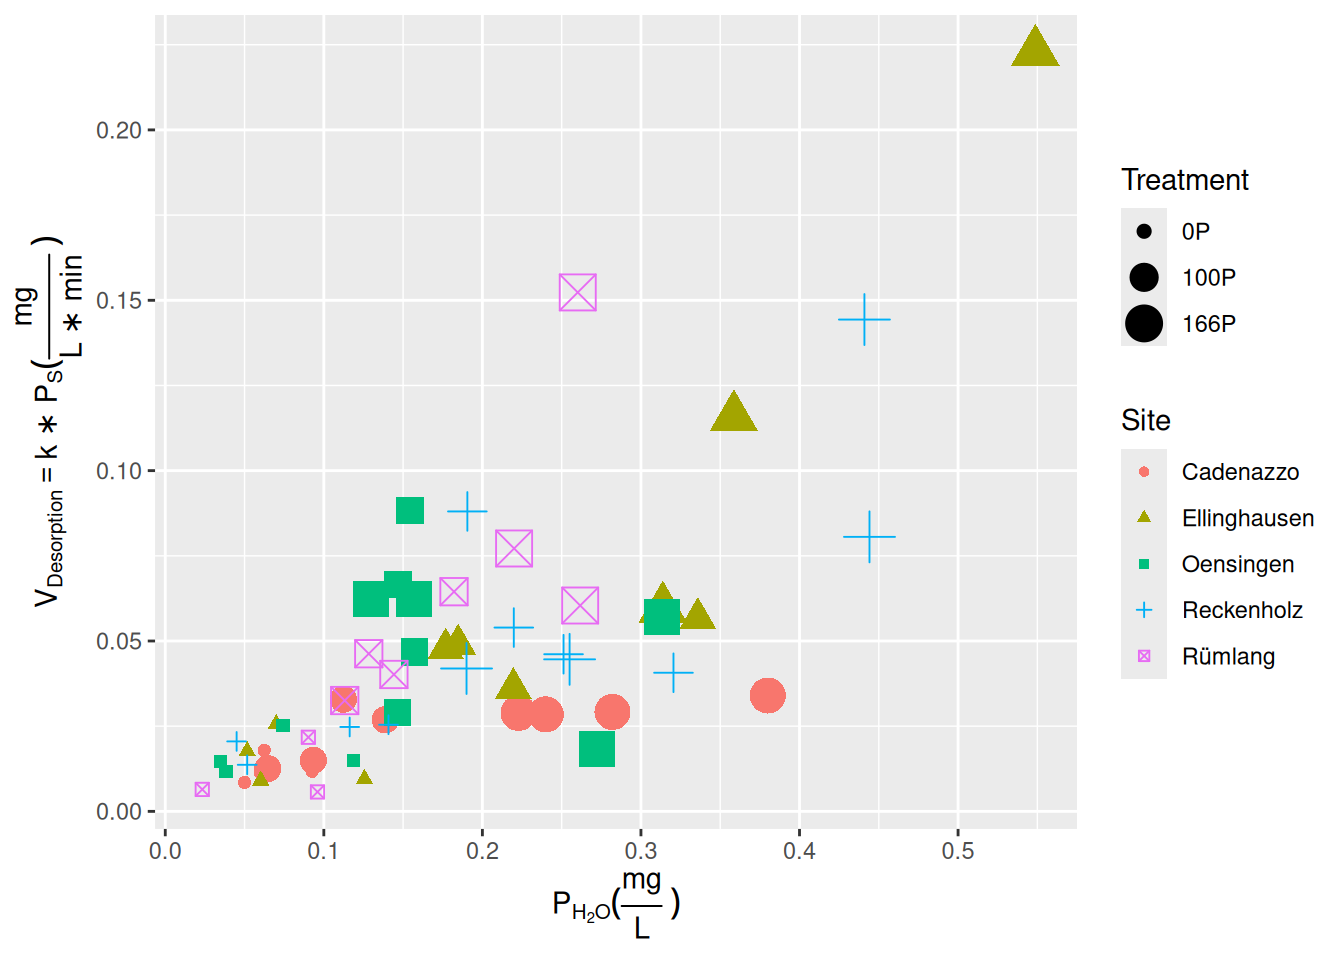 0.20
0.15
0.10
0.05
0.00
V_Desorption = k ∗ P_S(mg / L ∗ min)
0.0 0.1 0.2 0.3 0.4 0.5
P_H₂O(mg / L)
Treatment
0P
100P
166P
Site
Cadenazzo
Ellinghausen
Oensingen
Reckenholz
Rümlang